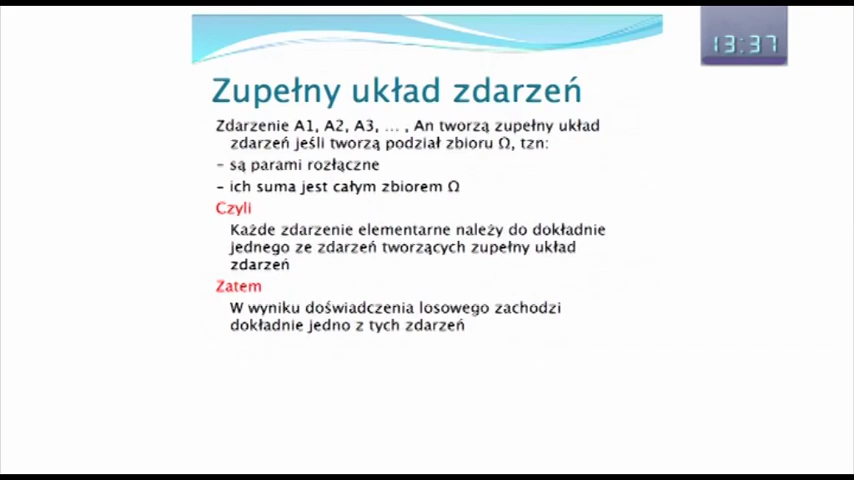 13:37
Zupełny układ zdarzeń
Zdarzenie A1, A2, A3, ... , An tworzą zupełny układ
zdarzeń jeśli tworzą podział zbioru Ω, tzn:
- są parami rozłączne
- ich suma jest całym zbiorem Ω
Czyli
Każde zdarzenie elementarne należy do dokładnie
jednego ze zdarzeń tworzących zupełny układ
zdarzeń
Zatem
W wyniku doświadczenia losowego zachodzi
dokładnie jedno z tych zdarzeń